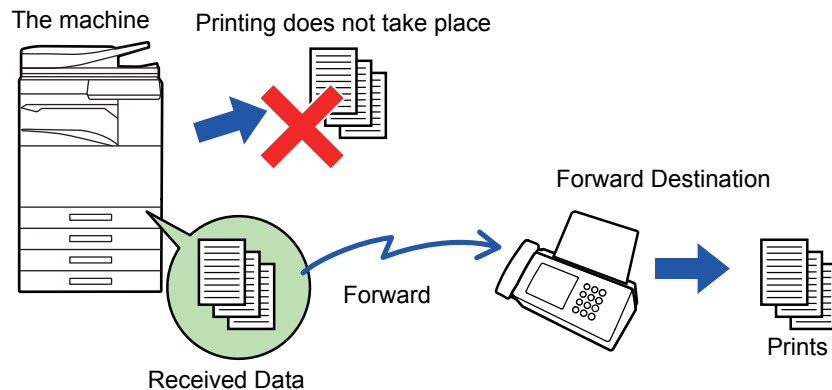 The machine
Printing does not take place
Forward Destination
Forward
Prints
Received Data